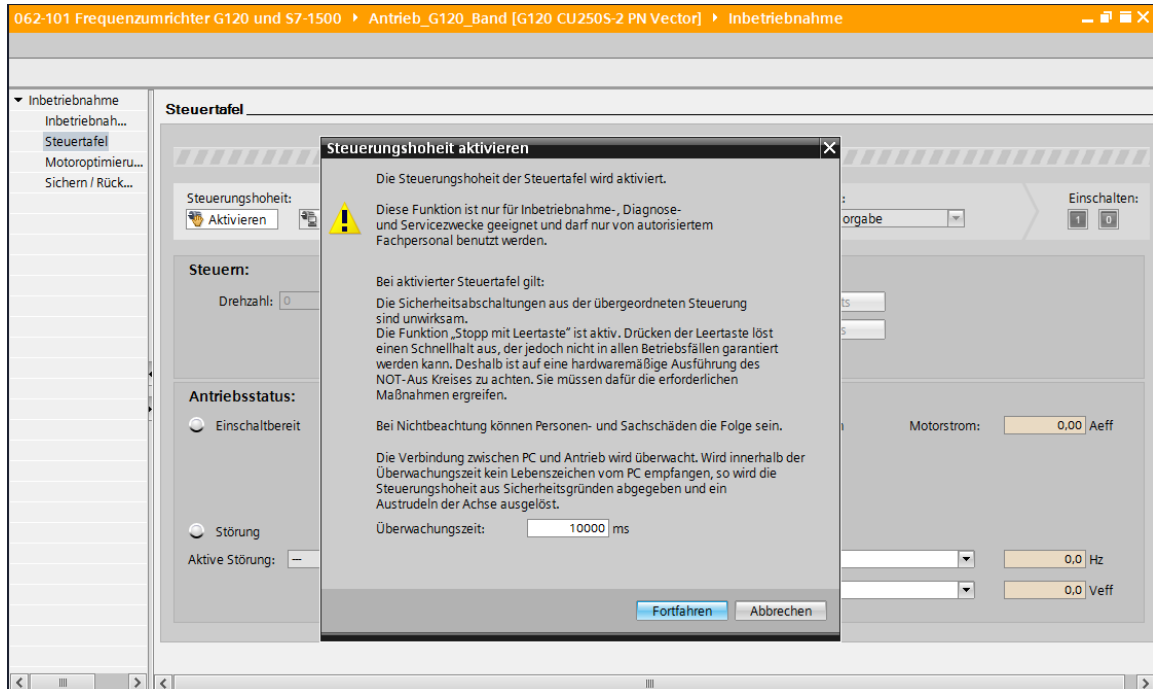 062-101 Frequenzumrichter G120 und S7-1500 ▸ Antrieb_G120_Band [G120 CU250S-2 PN Vector] ▸ Inbetriebnahme
Inbetriebnahme
Inbetriebnah...
Steuertafel
Motoroptimieru...
Sichern / Rück...
Steuertafel
Steuerungshoheit:
Aktivieren
:
orgabe
Einschalten:
1 0
Steuern:
Drehzahl: 0
ts
s
Antriebsstatus:
Einschaltbereit
Motorstrom: 0,00 Aeff
Störung
Aktive Störung: —
0,0 Hz
0,0 Veff
Steuerungshoheit aktivieren
Die Steuerungshoheit der Steuertafel wird aktiviert.
Diese Funktion ist nur für Inbetriebnahme-, Diagnose-
und Servicezwecke geeignet und darf nur von autorisiertem
Fachpersonal benutzt werden.
Bei aktivierter Steuertafel gilt:
Die Sicherheitsabschaltungen aus der übergeordneten Steuerung
sind unwirksam.
Die Funktion „Stopp mit Leertaste" ist aktiv. Drücken der Leertaste löst
einen Schnellhalt aus, der jedoch nicht in allen Betriebsfällen garantiert
werden kann. Deshalb ist auf eine hardwaremäßige Ausführung des
NOT-Aus Kreises zu achten. Sie müssen dafür die erforderlichen
Maßnahmen ergreifen.
Bei Nichtbeachtung können Personen- und Sachschäden die Folge sein.
Die Verbindung zwischen PC und Antrieb wird überwacht. Wird innerhalb der
Überwachungszeit kein Lebenszeichen vom PC empfangen, so wird die
Steuerungshoheit aus Sicherheitsgründen abgegeben und ein
Austrudeln der Achse ausgelöst.
Überwachungszeit: 10000 ms
Fortfahren Abbrechen